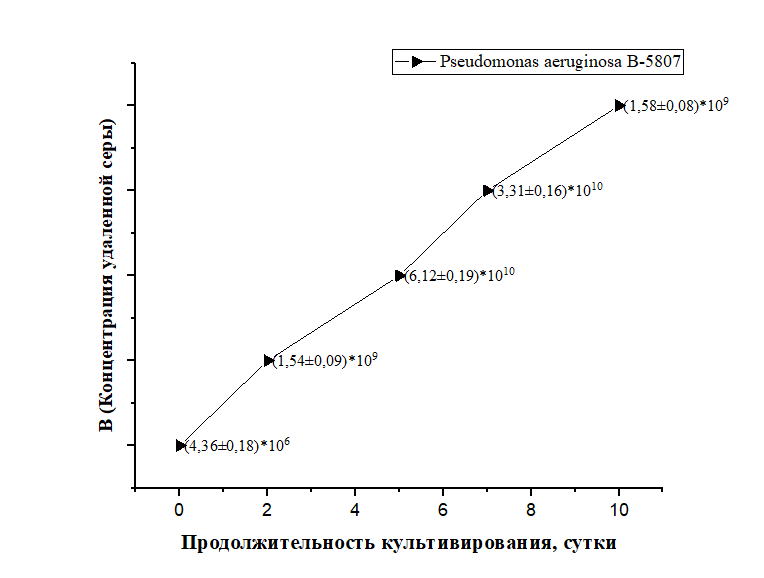 Pseudomonas aeruginosa B-5807
(1,58±0,08)*10⁹
(3,31±0,16)*10¹⁰
(6,12±0,19)*10¹⁰
(1,54±0,09)*10⁹
(4,36±0,18)*10⁶
В (Концентрация удаленной серы)
0 2 4 6 8 10
Продолжительность культивирования, сутки